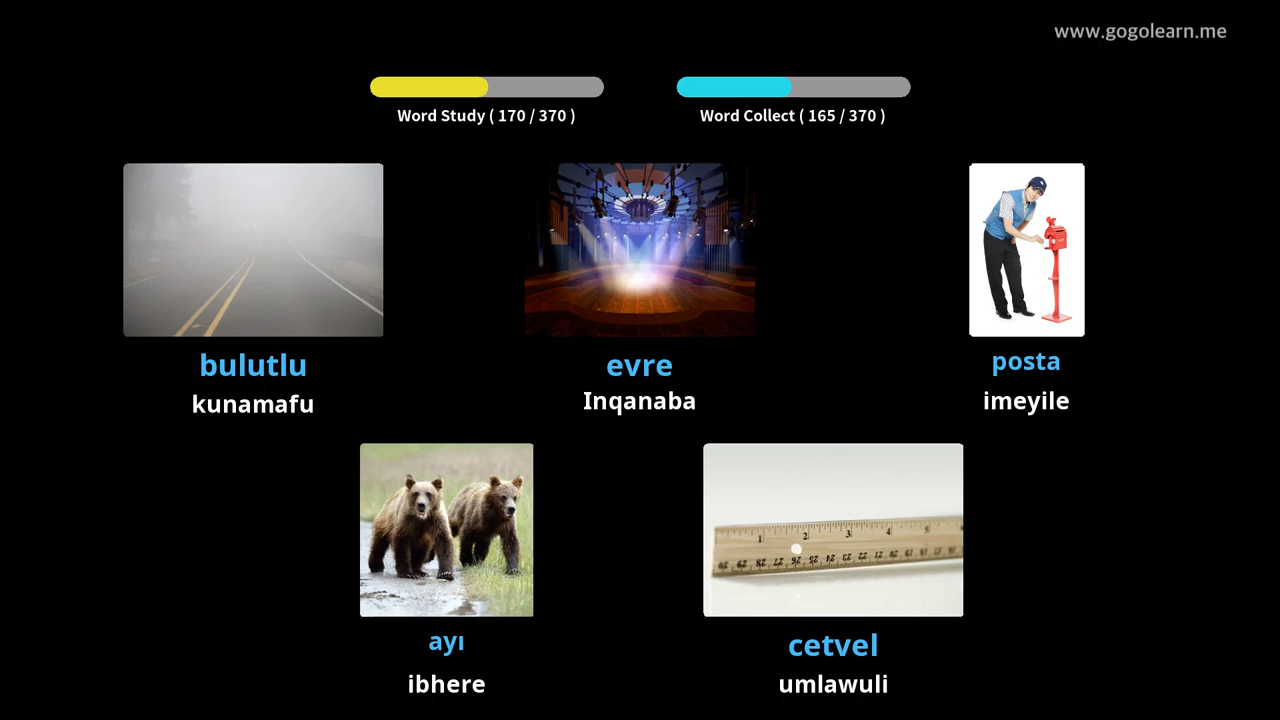 www.gogolearn.me
Word Study ( 170 / 370 )
Word Collect ( 165 / 370 )
bulutlu
kunamafu
evre
Inqanaba
posta
imeyile
ayı
ibhere
cetvel
umlawuli